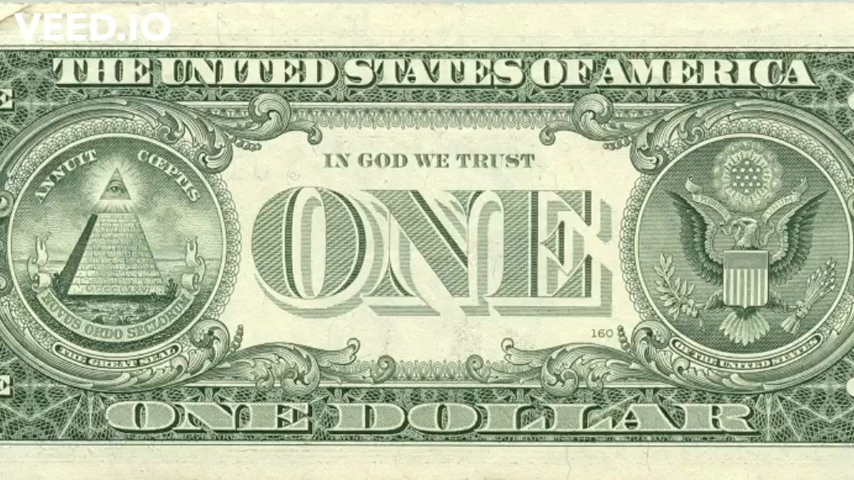 VEED.IO
THE UNITED STATES OF AMERICA
ANNUIT CŒPTIS
IN GOD WE TRUST
ONE
NOVUS ORDO SECLORUM
160
THE GREAT SEAL
OF THE UNITED STATES
E
ONE DOLLAR